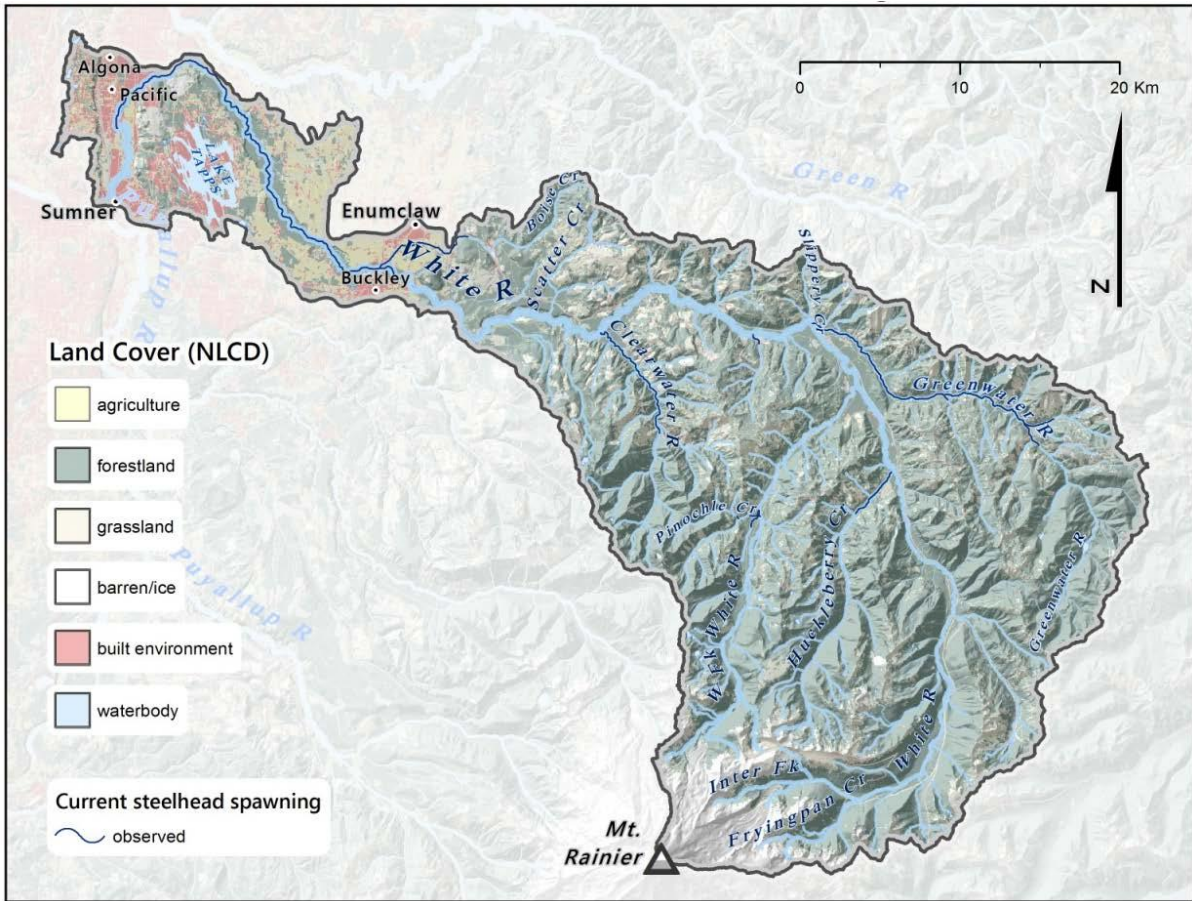 Algona
Pacific
0 10 20 Km
LAKE
TAPPS
Green R
Sumner
Enumclaw
Boise Cr
Scatter Cr
Slippery Cr
N
White R
Buckley
Puyallup R
Land Cover (NLCD)
agriculture
forestland
grassland
barren/ice
built environment
waterbody
Clearwater R
Greenwater R
Pinochle Cr
Huckleberry Cr
Greenwater R
W Fk White R
Puyallup R
White R
Inter Fk
Fryingpan Cr
Current steelhead spawning
observed
Mt.
Rainier